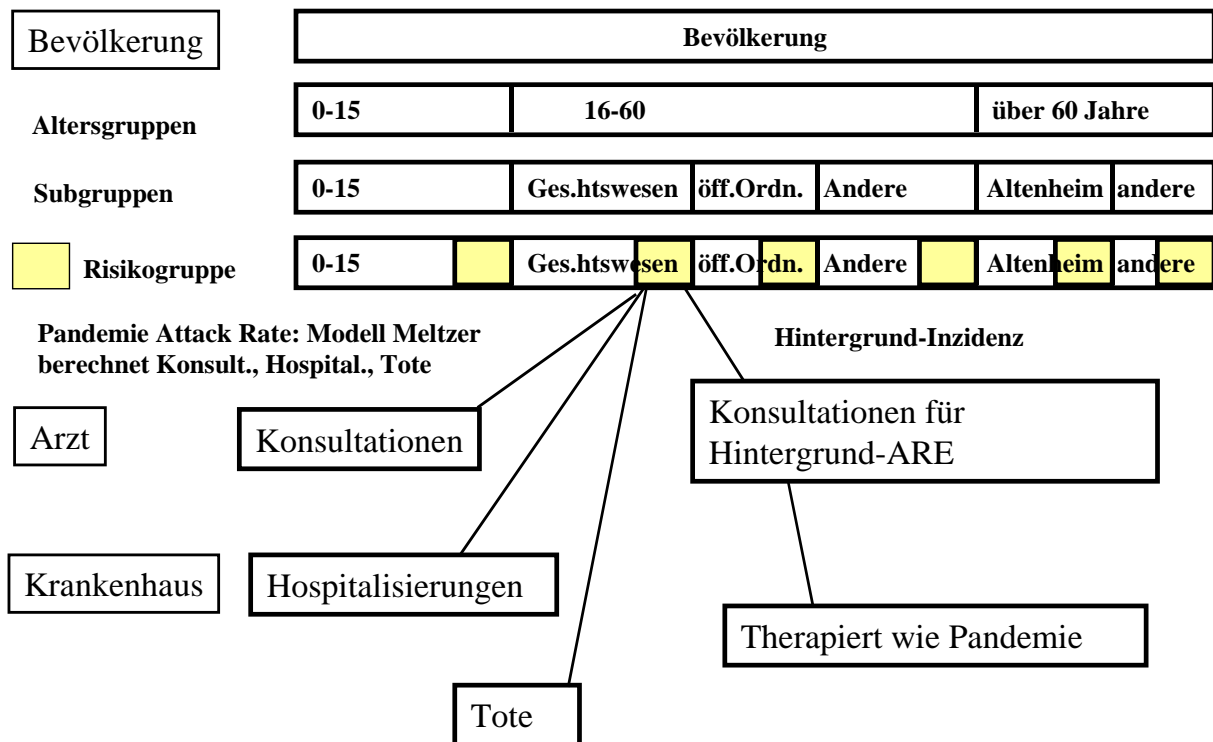 Bevölkerung
Bevölkerung
Altersgruppen
0-15
16-60
über 60 Jahre
Subgruppen
0-15
Ges.htswesen
öff.Ordn.
Andere
Altenheim
andere
Risikogruppe
0-15
Ges.htswesen
öff.Ordn.
Andere
Altenheim
andere
Pandemie Attack Rate: Modell Meltzer
berechnet Konsult., Hospital., Tote
Hintergrund-Inzidenz
Arzt
Konsultationen
Konsultationen für
Hintergrund-ARE
Krankenhaus
Hospitalisierungen
Therapiert wie Pandemie
Tote